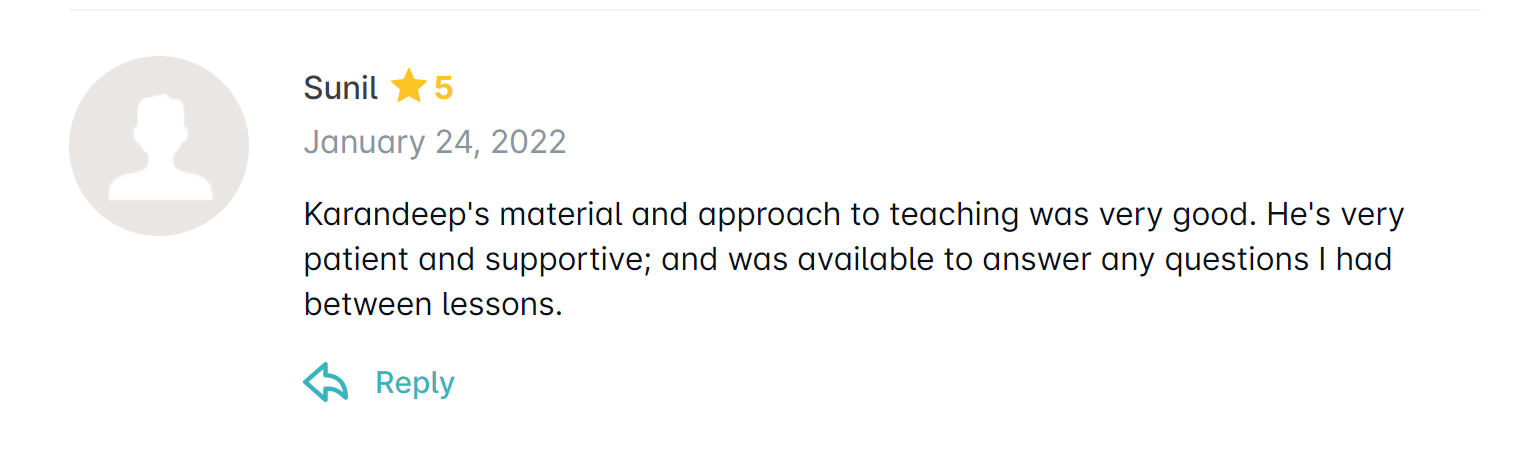 Sunil 5
January 24, 2022
Karandeep's material and approach to teaching was very good. He's very
patient and supportive; and was available to answer any questions I had
between lessons.
Reply